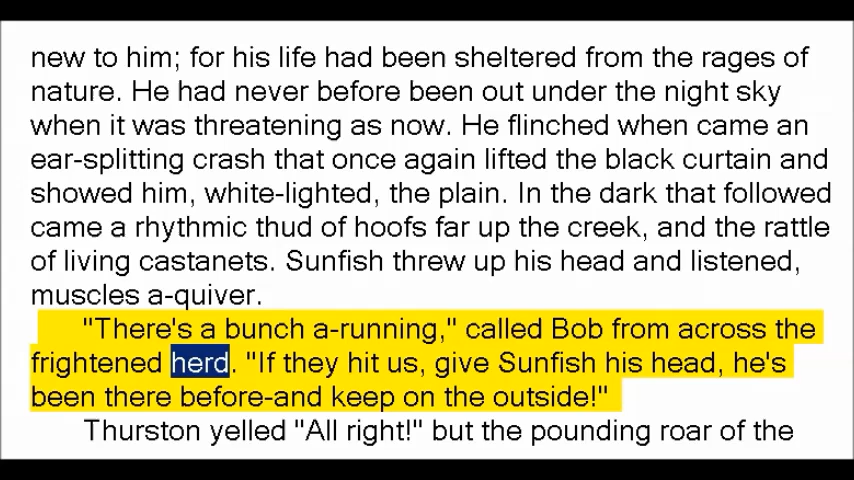 new to him; for his life had been sheltered from the rages of
nature. He had never before been out under the night sky
when it was threatening as now. He flinched when came an
ear-splitting crash that once again lifted the black curtain and
showed him, white-lighted, the plain. In the dark that followed
came a rhythmic thud of hoofs far up the creek, and the rattle
of living castanets. Sunfish threw up his head and listened,
muscles a-quiver.
"There's a bunch a-running," called Bob from across the
frightened herd. "If they hit us, give Sunfish his head, he's
been there before-and keep on the outside!"
Thurston yelled "All right!" but the pounding roar of the